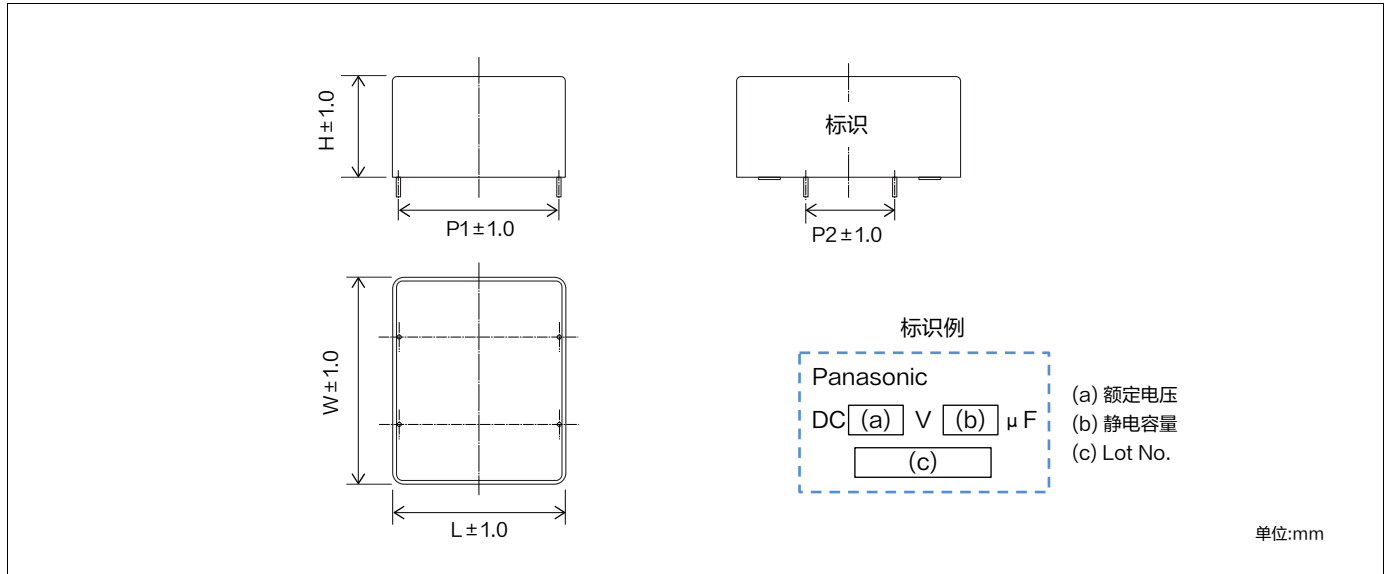 H±1.0
P1±1.0
标识
P2±1.0
W±1.0
L±1.0
标识例
Panasonic
DC (a) V (b) μF
(c)
(a) 额定电压
(b) 静电容量
(c) Lot No.
单位:mm